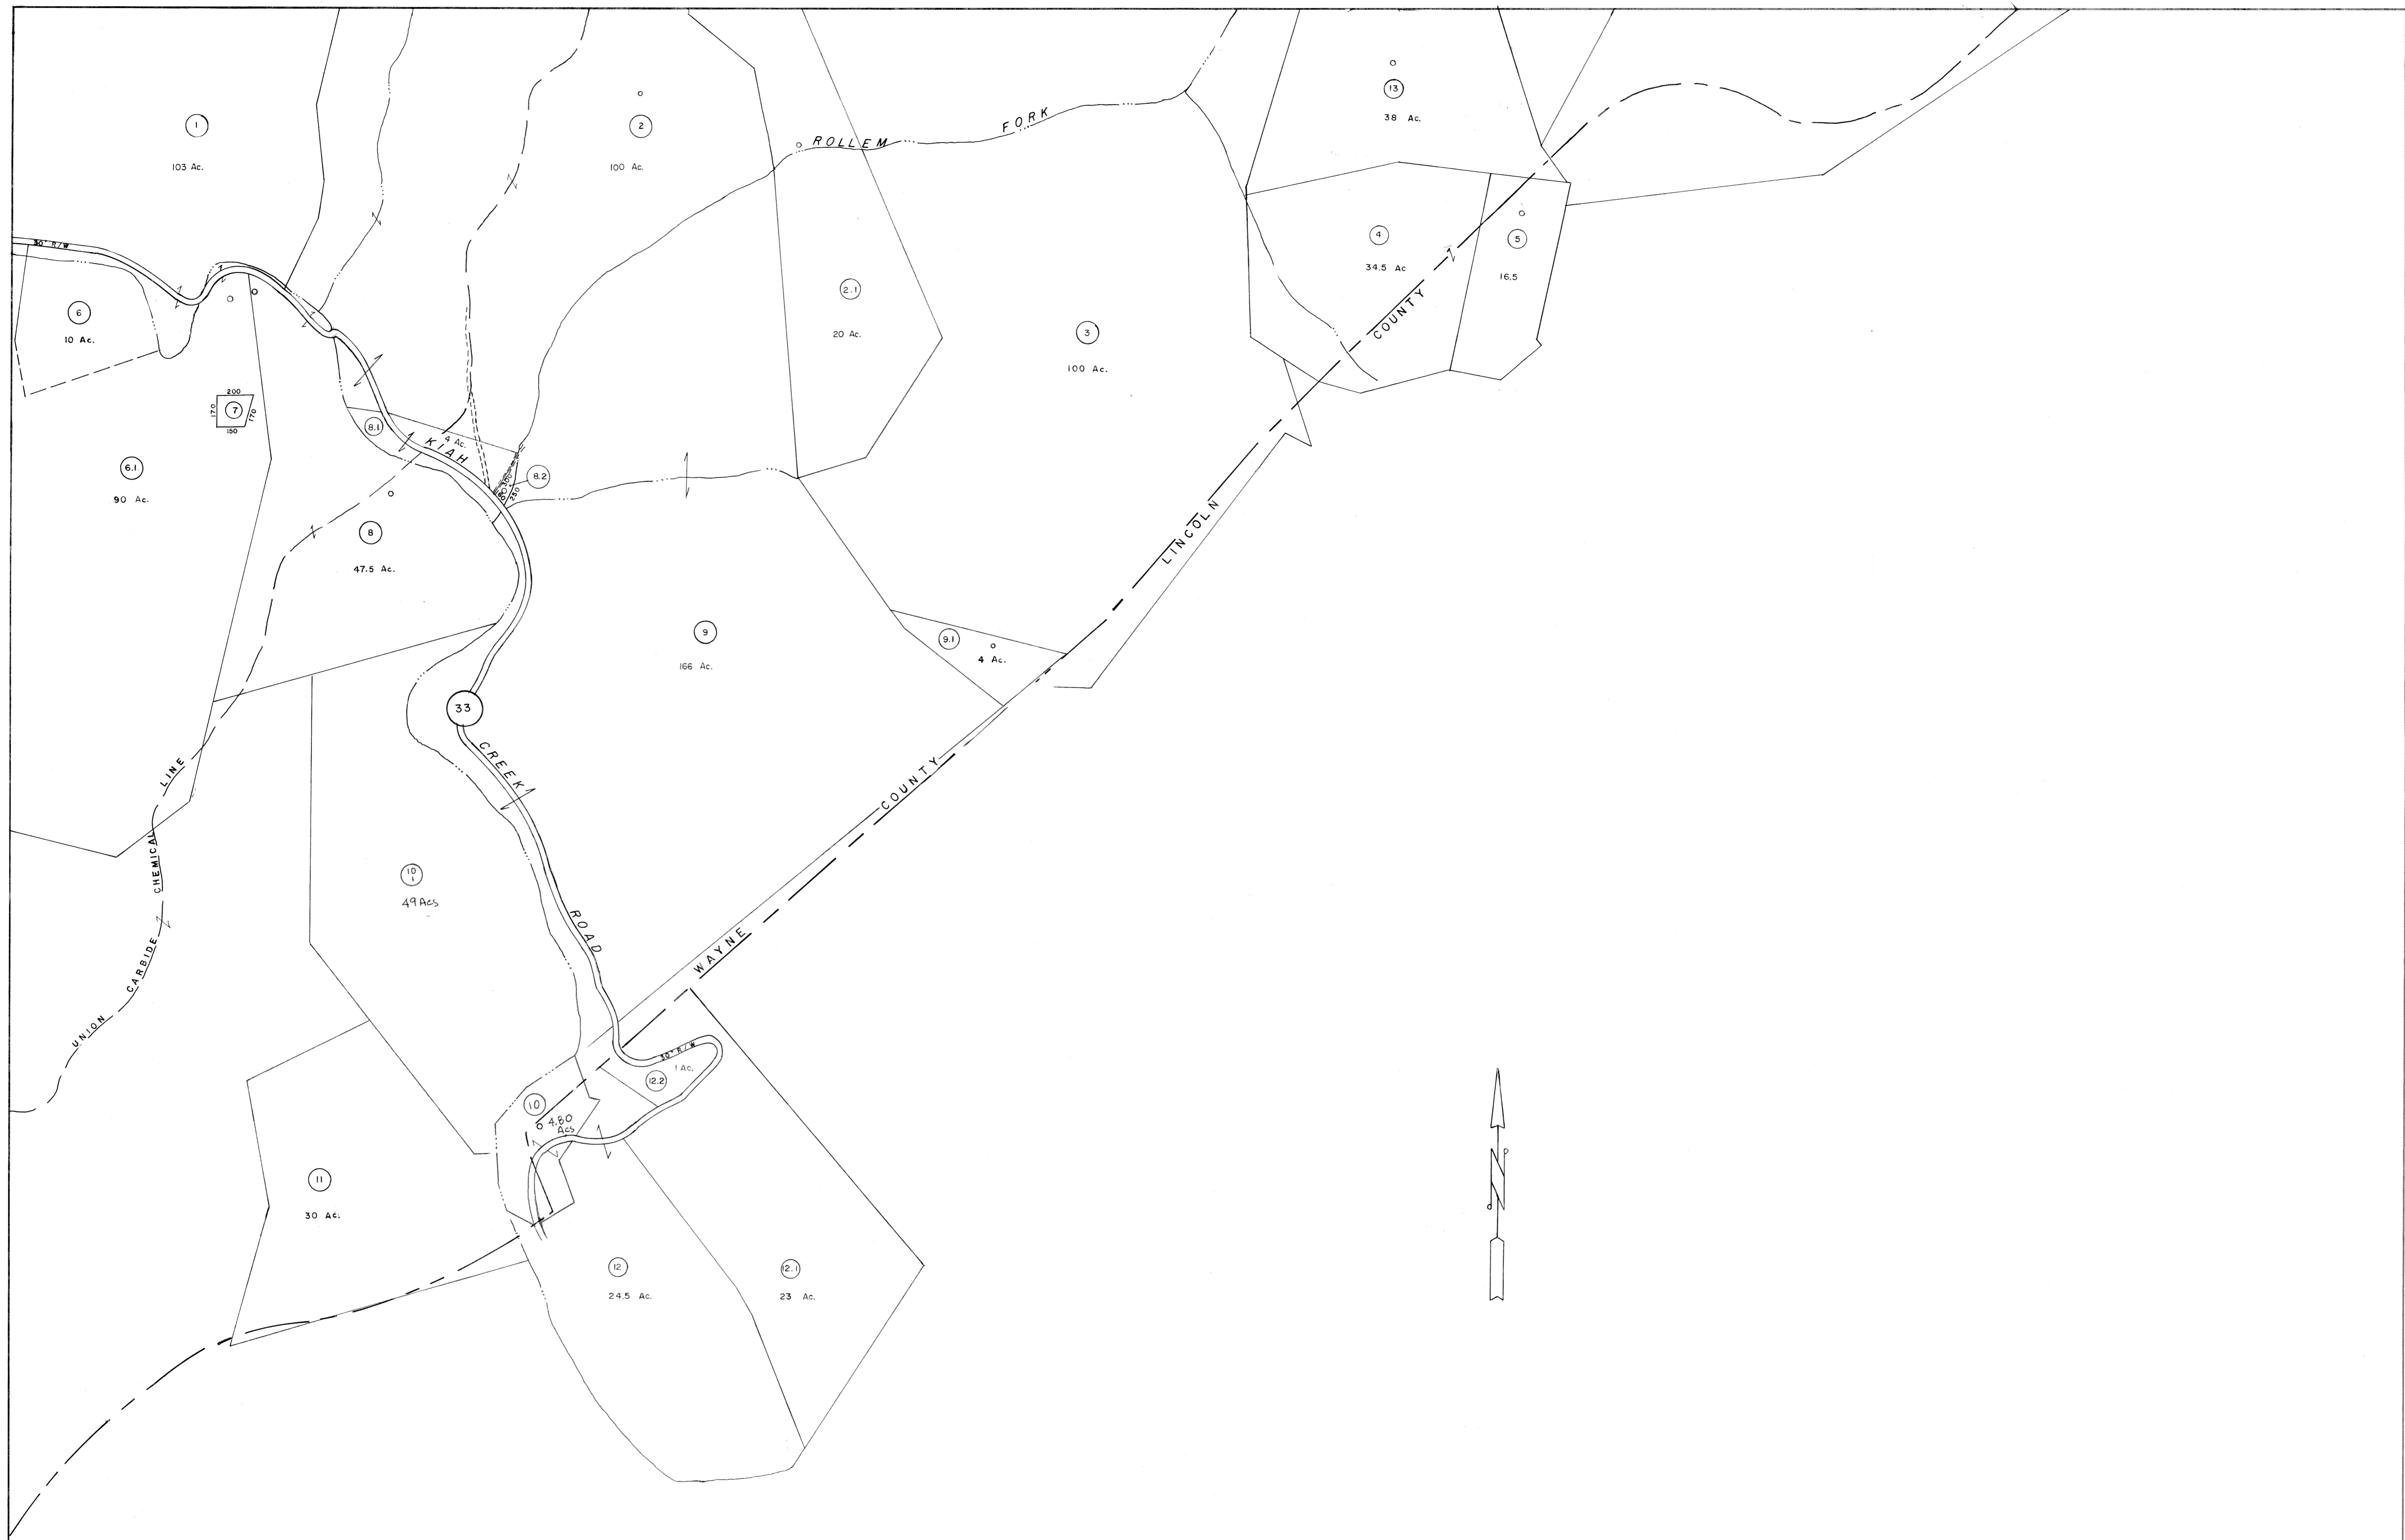 1
103 Ac.
2
100 Ac.
ROLLEM FORK
13
38 Ac.
30' R/W
4
34.5 Ac
5
16.5
2.1
20 Ac.
3
100 Ac.
6
10 Ac.
200
170
7
170
150
8.1
4 Ac.
8.2
300
250
6.1
90 Ac.
8
47.5 Ac.
9
166 Ac.
9.1
4 Ac.
LINCOLN COUNTY
KIAH
33
CREEK
ROAD
WAYNE COUNTY
UNION CARBIDE CHEMICAL LINE
10
1
49 Acs
30' R/W
1 Ac.
12.2
10
4.80
Acs
11
30 Ac.
12
24.5 Ac.
12.1
23 Ac.
N